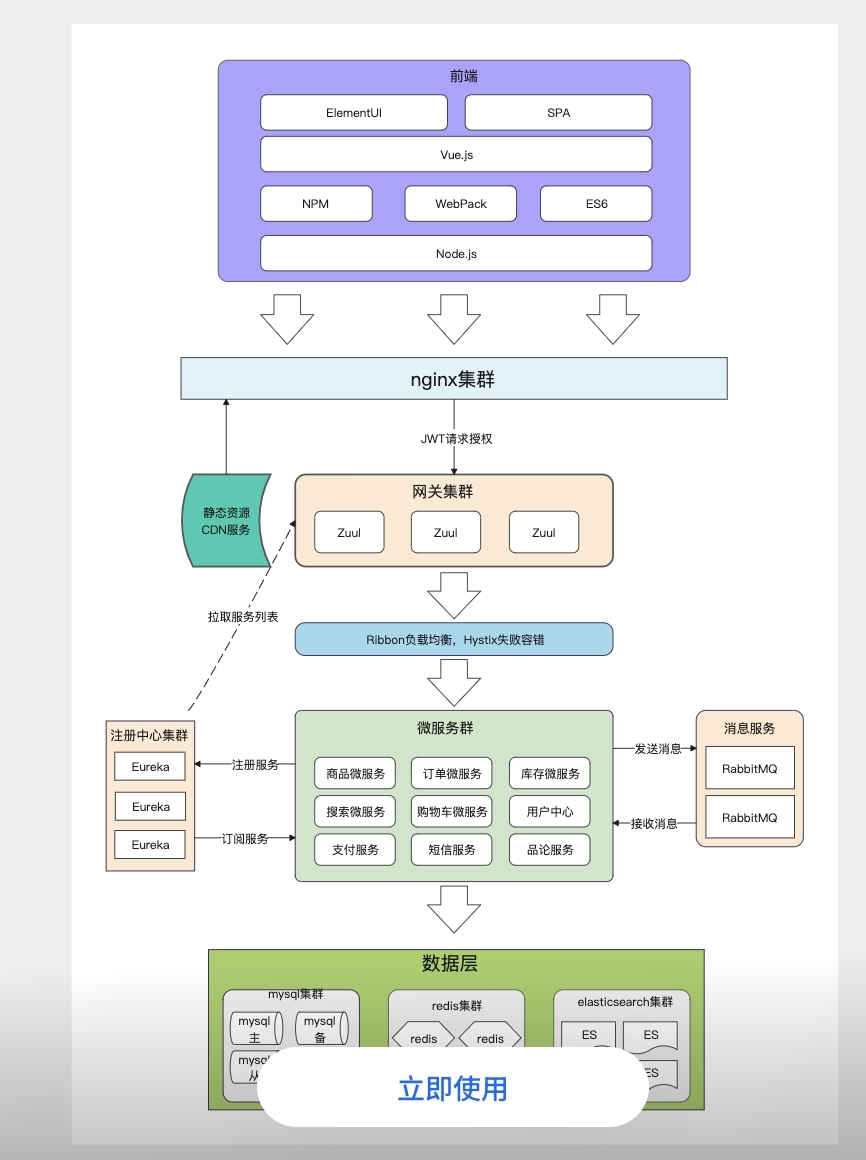 前端
ElementUI
SPA
Vue.js
NPM
WebPack
ES6
Node.js
nginx集群
JWT请求授权
静态资源
CDN服务
网关集群
Zuul
Zuul
Zuul
拉取服务列表
Ribbon负载均衡，Hystix失败容错
注册中心集群
Eureka
Eureka
Eureka
注册服务
订阅服务
微服务群
商品微服务
订单微服务
库存微服务
搜索微服务
购物车微服务
用户中心
支付服务
短信服务
品论服务
发送消息
接收消息
消息服务
RabbitMQ
RabbitMQ
数据层
mysql集群
mysql
主
mysql
备
redis集群
redis
redis
elasticsearch集群
ES
ES
ES
立即使用